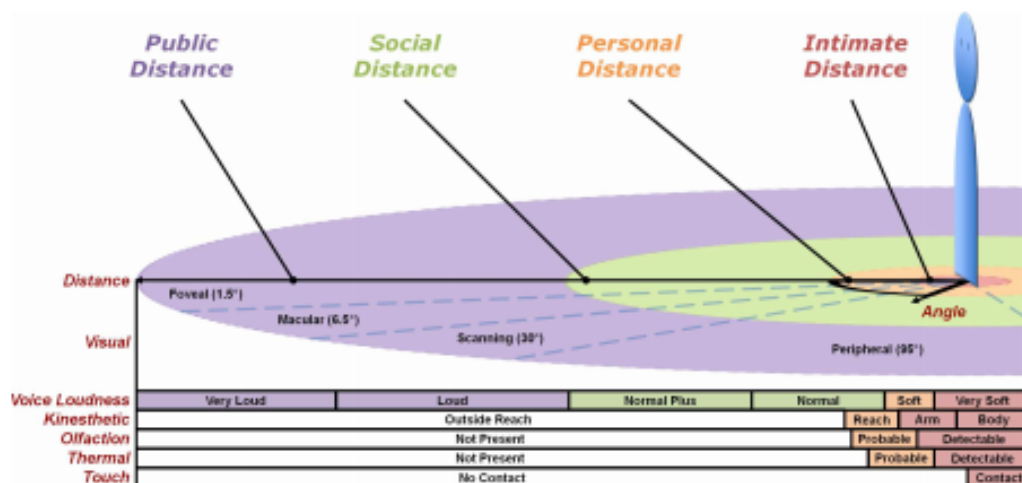 Public Distance
Social Distance
Personal Distance
Intimate Distance
Distance
Foveal (1.5°)
Macular (6.5°)
Scanning (30°)
Peripheral (95°)
Angle
Visual
Voice Loudness Very Loud Loud Normal Plus Normal Soft Very Soft
Kinesthetic Outside Reach Reach Arm Body
Olfaction Not Present Probable Detectable
Thermal Not Present Probable Detectable
Touch No Contact Contact